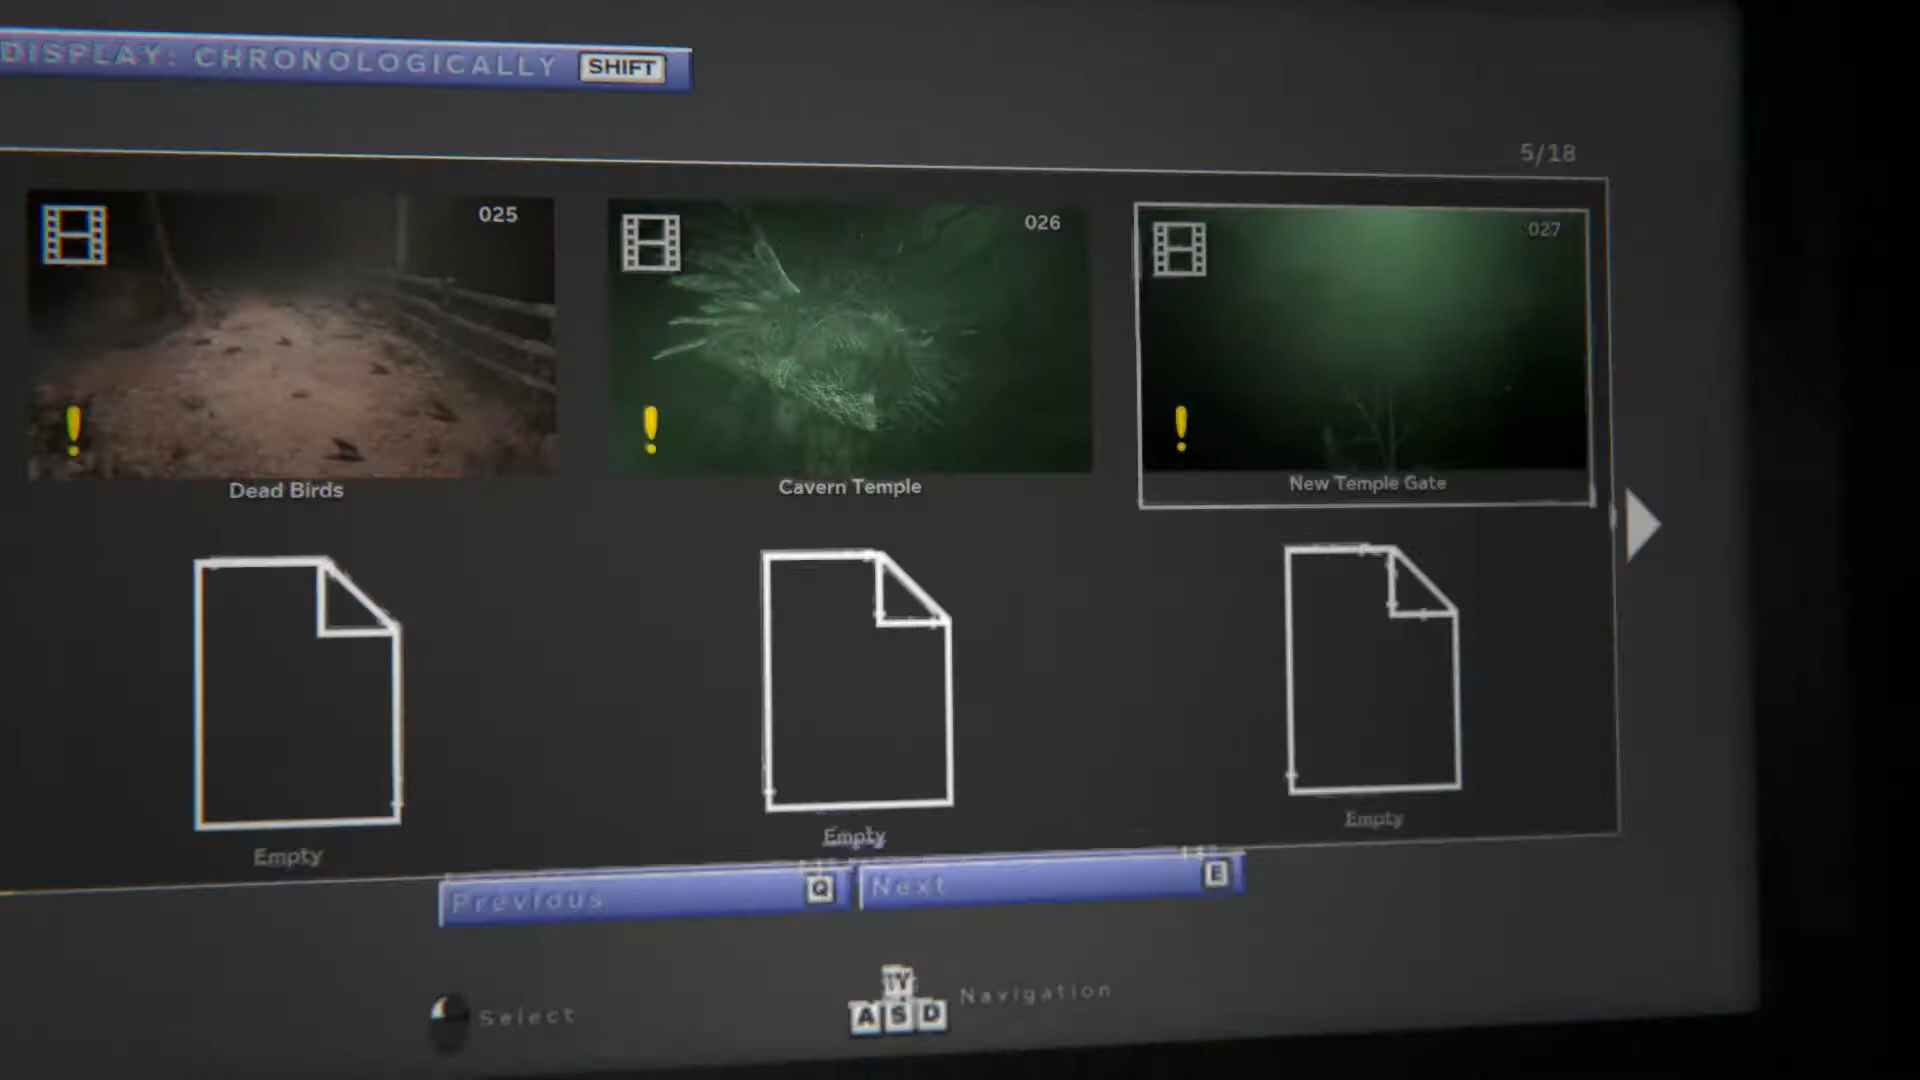 DISPLAY: CHRONOLOGICALLY SHIFT
5/18
025
026
027
!
!
!
Dead Birds
Cavern Temple
New Temple Gate
Empty
Empty
Empty
Previous Q
Next E
Select
W
A S D
Navigation